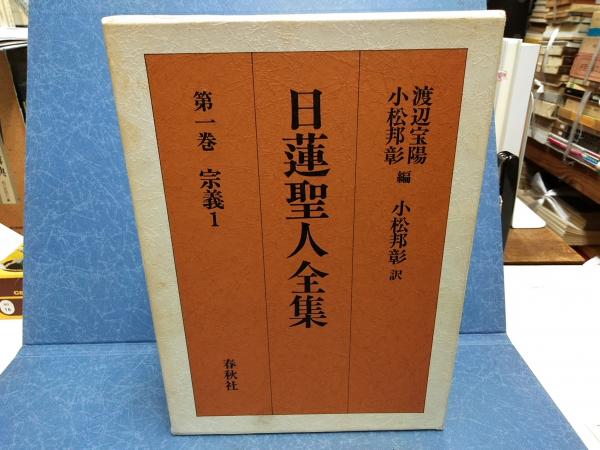 渡辺宝陽
小松邦彰 編
小松邦彰 訳
日蓮聖人全集
第一巻 宗義1
春秋社